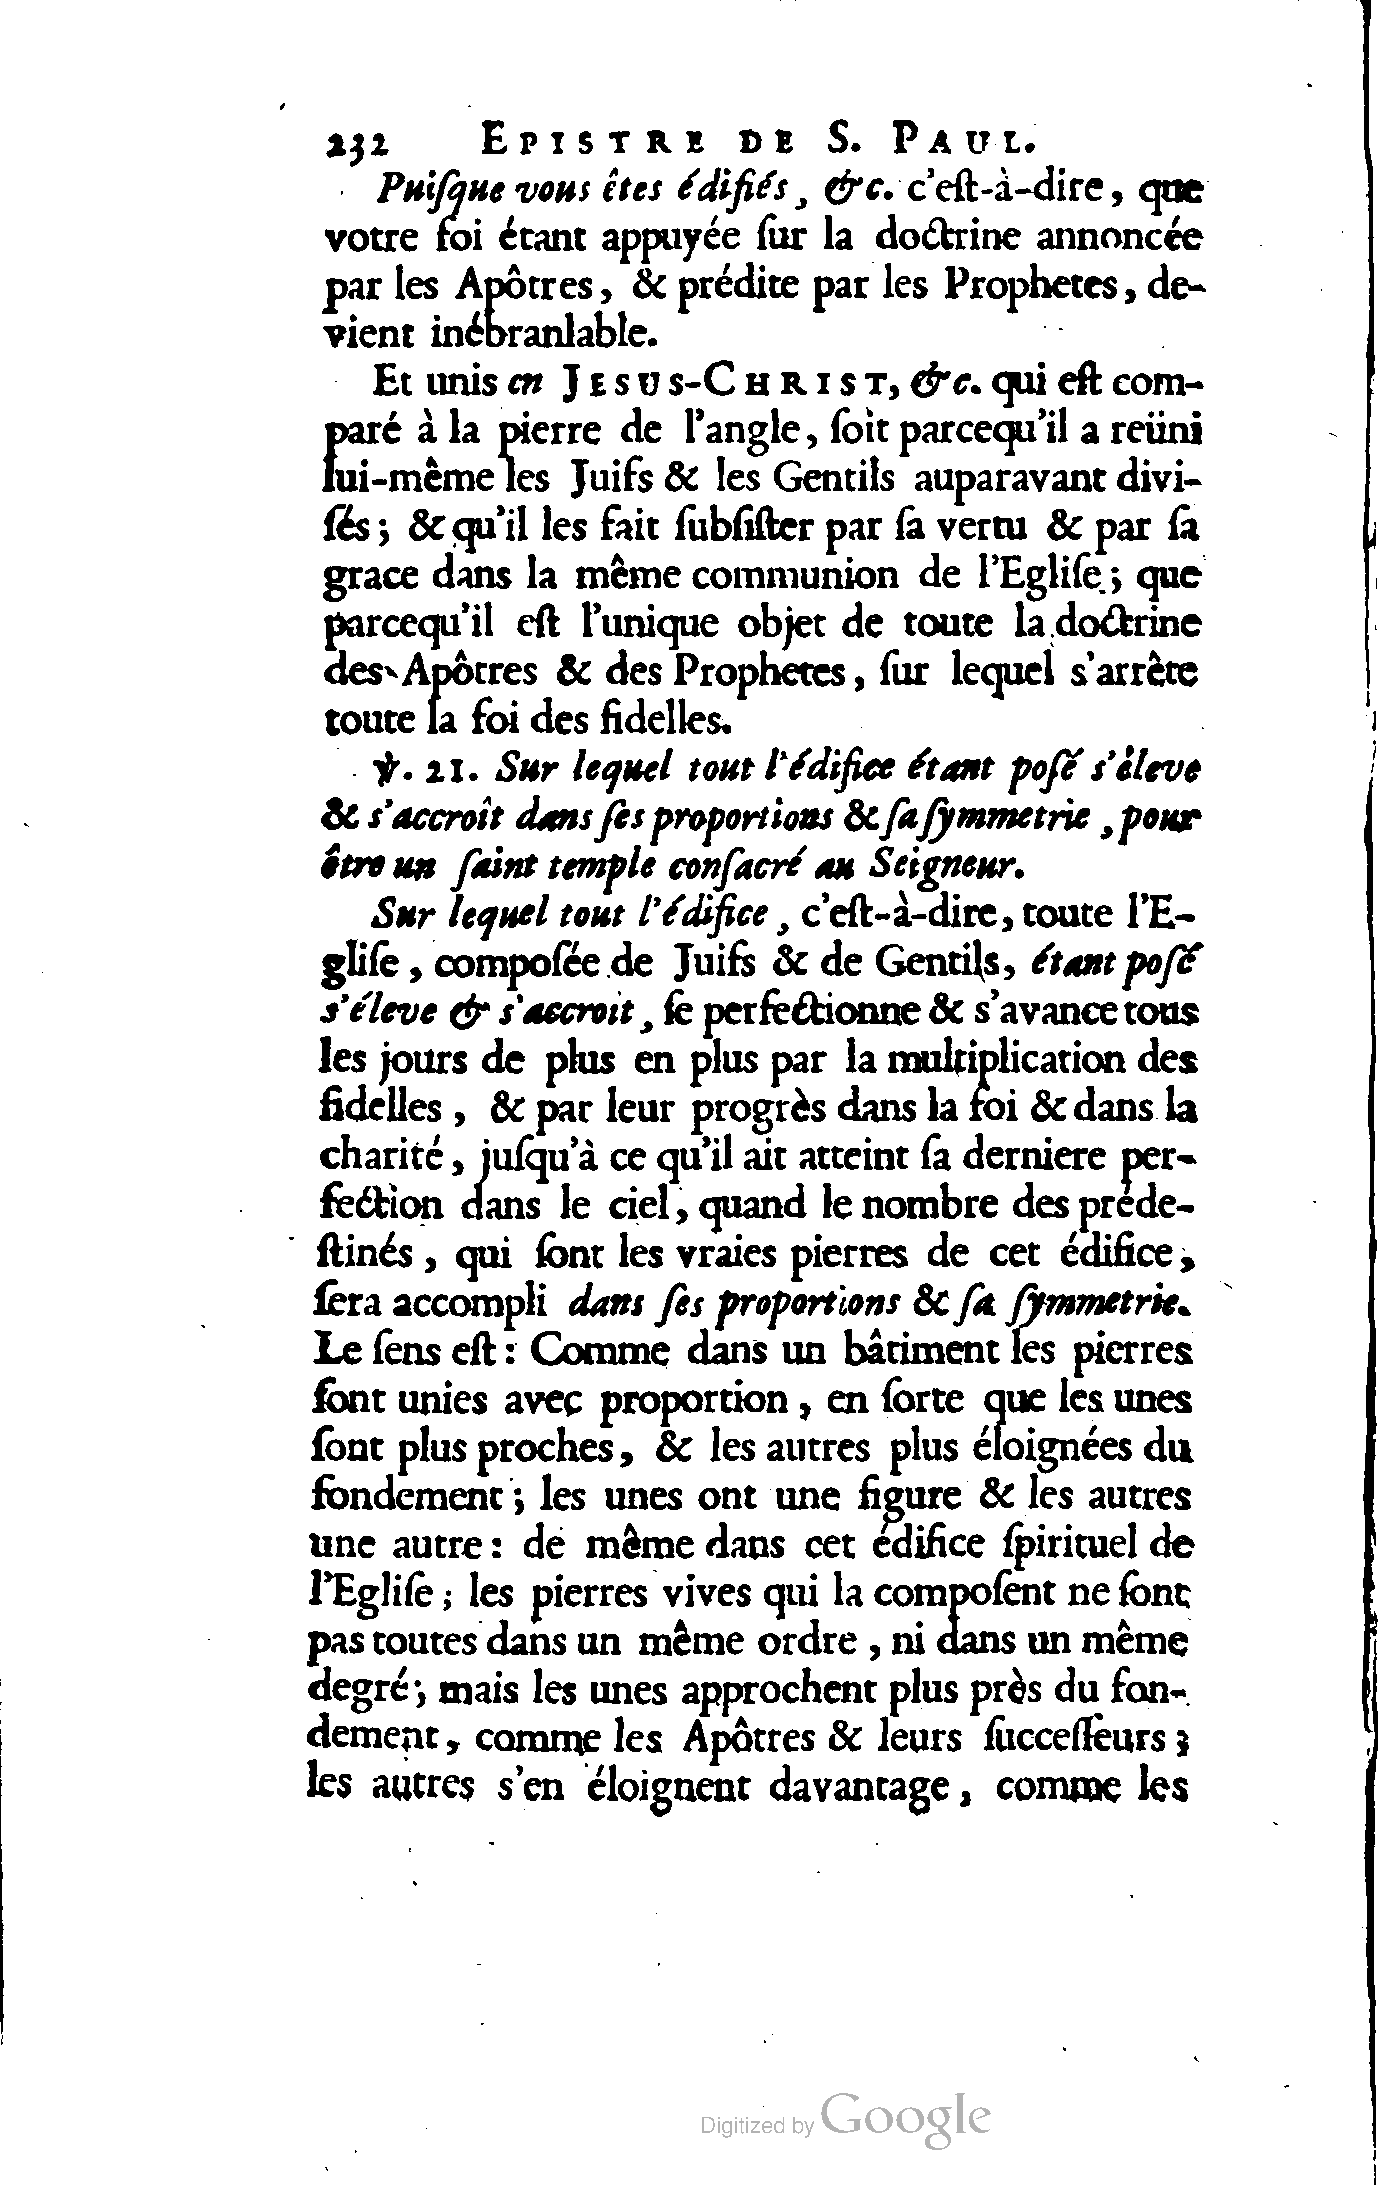 232 EPISTRE DE S. PAUL.
Puiſque vous êtes édifiés, &c. c'eſt-à-dire, que
votre foi étant appuyée ſur la doctrine annoncée
par les Apôtres, & prédite par les Prophetes, de-
vient inébranlable.
Et unis en JESUS-CHRIST, &c. qui eſt com-
paré à la pierre de l'angle, ſoit parcequ'il a reüni
lui-même les Juifs & les Gentils auparavant divi-
ſés; & qu'il les fait ſubſiſter par ſa vertu & par ſa
grace dans la même communion de l'Egliſe; que
parcequ'il eſt l'unique objet de toute la doctrine
des Apôtres & des Prophetes, ſur lequel s'arrête
toute la foi des fidelles.
℣. 21. Sur lequel tout l'édifice étant poſé s'éleve
& s'accroît dans ſes proportions & ſa ſymmetrie, pour
être un ſaint temple conſacré au Seigneur.
Sur lequel tout l'édifice, c'eſt-à-dire, toute l'E-
gliſe, compoſée de Juifs & de Gentils, étant poſé
s'éleve & s'accroit, ſe perfectionne & s'avance tous
les jours de plus en plus par la multiplication des
fidelles, & par leur progrès dans la foi & dans la
charité, juſqu'à ce qu'il ait atteint ſa derniere per-
fection dans le ciel, quand le nombre des préde-
ſtinés, qui ſont les vraies pierres de cet édifice,
ſera accompli dans ſes proportions & ſa ſymmetrie.
Le ſens eſt: Comme dans un bâtiment les pierres
ſont unies avec proportion, en ſorte que les unes
ſont plus proches, & les autres plus éloignées du
fondement; les unes ont une figure & les autres
une autre: de même dans cet édifice ſpirituel de
l'Egliſe; les pierres vives qui la compoſent ne ſont
pas toutes dans un même ordre, ni dans un même
degré; mais les unes approchent plus près du fon-
dement, comme les Apôtres & leurs ſucceſſeurs;
les autres s'en éloignent davantage, comme les
Digitized by Google